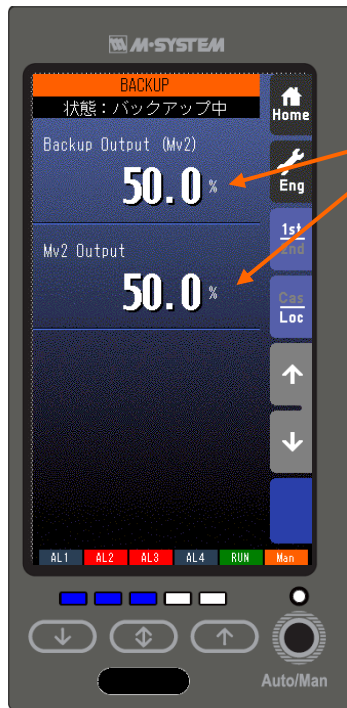 M-SYSTEM
BACKUP
状態：バックアップ中
Home
Backup Output (Mv2)
50.0 %
Eng
1st
2nd
Mv2 Output
50.0 %
Cas
Loc
AL1 AL2 AL3 AL4 RUN Man
Auto/Man